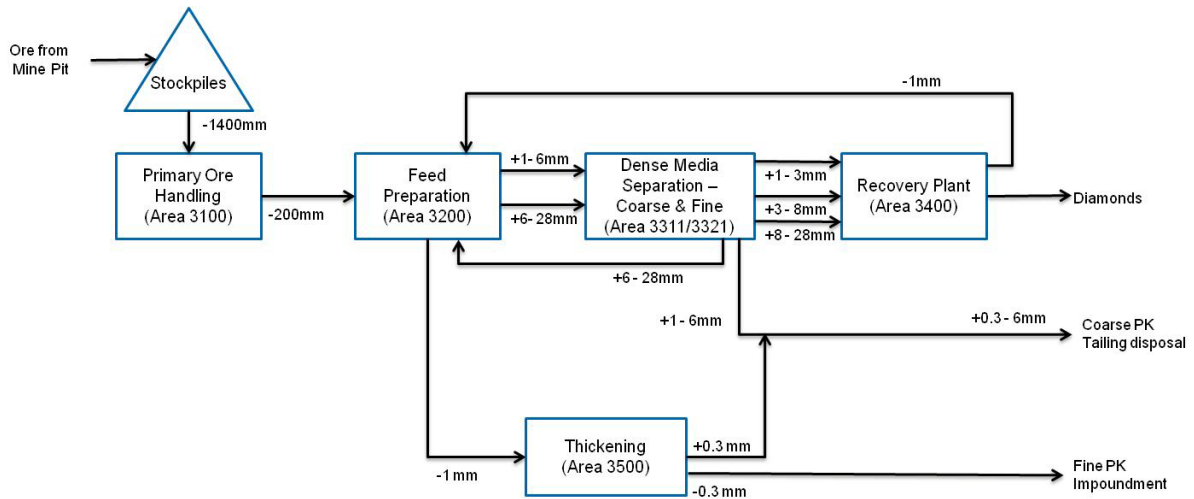 Ore from
Mine Pit
Stockpiles
-1400mm
-1mm
Primary Ore
Handling
(Area 3100)
-200mm
Feed
Preparation
(Area 3200)
+1- 6mm
+6- 28mm
Dense Media
Separation –
Coarse & Fine
(Area 3311/3321)
+1 - 3mm
+3 - 8mm
+8 - 28mm
Recovery Plant
(Area 3400)
Diamonds
+6 - 28mm
+1 - 6mm
+0.3 - 6mm
Coarse PK
Tailing disposal
-1 mm
Thickening
(Area 3500)
+0.3 mm
-0.3 mm
Fine PK
Impoundment